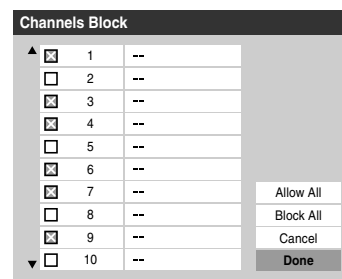 Channels Block
1 --
2 --
3 --
4 --
5 --
6 --
7 -- Allow All
8 -- Block All
9 -- Cancel
10 -- Done